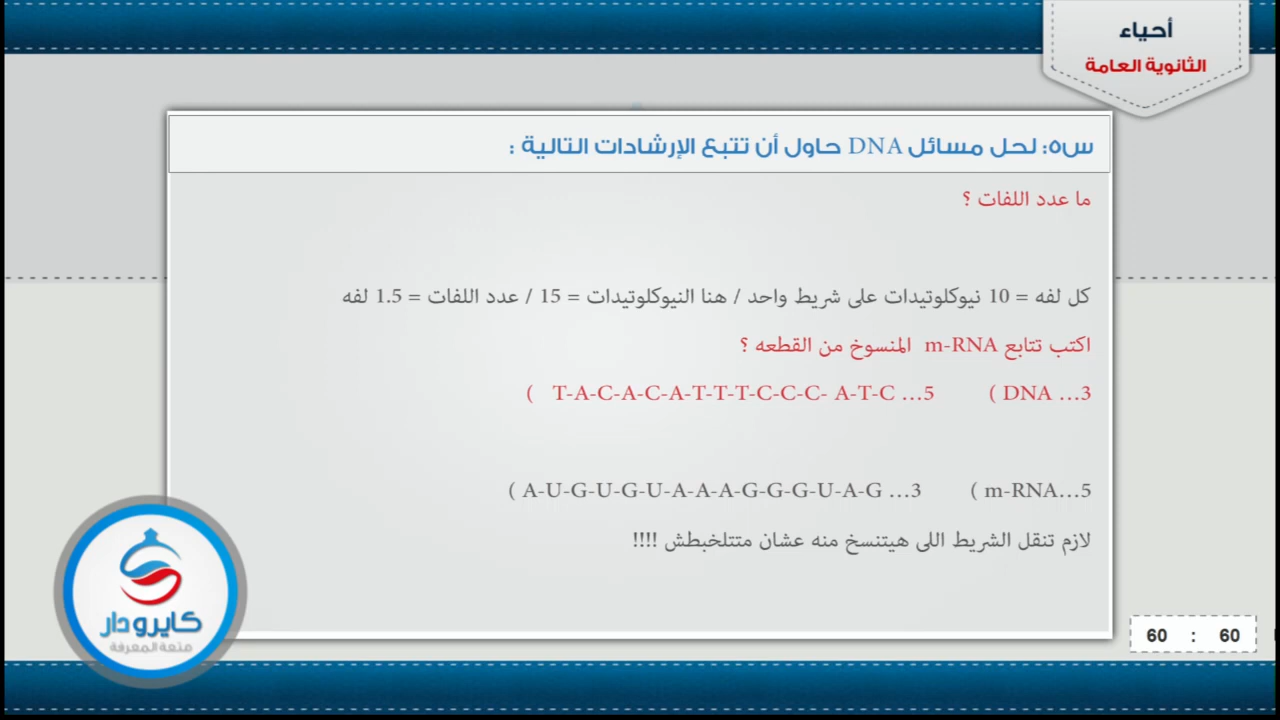 أحياء
الثانوية العامة
س٥: لحل مسائل DNA حاول أن تتبع الإرشادات التالية :
ما عدد اللفات ؟
كل لفه = 10 نيوكلوتيدات على شريط واحد / هنا النيوكلوتيدات = 15 / عدد اللفات = 1.5 لفه
اكتب تتابع m-RNA المنسوخ من القطعه ؟
3... DNA ) 5... T-A-C-A-C-A-T-T-T-C-C-C- A-T-C )
5...m-RNA ) 3... A-U-G-U-G-U-A-A-A-G-G-G-U-A-G )
لازم تنقل الشريط اللى هيتنسخ منه عشان متتلخبطش !!!!
كايرودار
متعة المعرفة
60 : 60